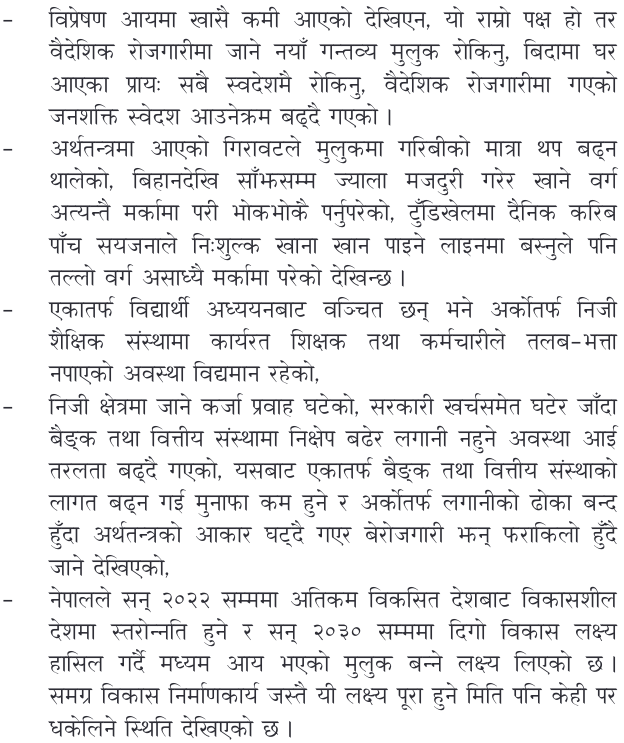 – विप्रेषण आयमा खासै कमी आएको देखिएन, यो राम्रो पक्ष हो तर
वैदेशिक रोजगारीमा जाने नयाँ गन्तव्य मुलुक रोकिनु, बिदामा घर
आएका प्रायः सबै स्वदेशमै रोकिनु, वैदेशिक रोजगारीमा गएको
जनशक्ति स्वेदश आउनेक्रम बढ्दै गएको ।
– अर्थतन्त्रमा आएको गिरावटले मुलुकमा गरिबीको मात्रा थप बढ्न
थालेको, बिहानदेखि साँझसम्म ज्याला मजदुरी गरेर खाने वर्ग
अत्यन्तै मर्कामा परी भोकभोकै पर्नुपरेको, टुँडिखेलमा दैनिक करिब
पाँच सयजनाले निःशुल्क खाना खान पाइने लाइनमा बस्नुले पनि
तल्लो वर्ग असाध्यै मर्कामा परेको देखिन्छ ।
– एकातर्फ विद्यार्थी अध्ययनबाट वञ्चित छन् भने अर्कोतर्फ निजी
शैक्षिक संस्थामा कार्यरत शिक्षक तथा कर्मचारीले तलब-भत्ता
नपाएको अवस्था विद्यमान रहेको,
– निजी क्षेत्रमा जाने कर्जा प्रवाह घटेको, सरकारी खर्चसमेत घटेर जाँदा
बैङ्क तथा वित्तीय संस्थामा निक्षेप बढेर लगानी नहुने अवस्था आई
तरलता बढ्दै गएको, यसबाट एकातर्फ बैङ्क तथा वित्तीय संस्थाको
लागत बढ्न गई मुनाफा कम हुने र अर्कोतर्फ लगानीको ढोका बन्द
हुँदा अर्थतन्त्रको आकार घट्दै गएर बेरोजगारी झन् फराकिलो हुँदै
जाने देखिएको,
– नेपालले सन् २०२२ सम्ममा अतिकम विकसित देशबाट विकासशील
देशमा स्तरोन्नति हुने र सन् २०३० सम्ममा दिगो विकास लक्ष्य
हासिल गर्दै मध्यम आय भएको मुलुक बन्ने लक्ष्य लिएको छ ।
समग्र विकास निर्माणकार्य जस्तै यी लक्ष्य पूरा हुने मिति पनि केही पर
धकेलिने स्थिति देखिएको छ ।